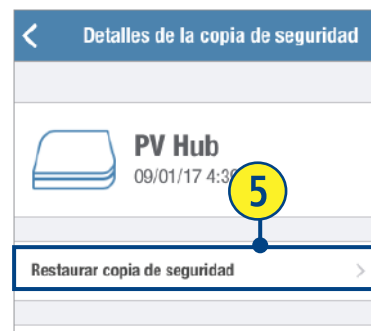 Detalles de la copia de seguridad
PV Hub
09/01/17
5
Restaurar copia de seguridad